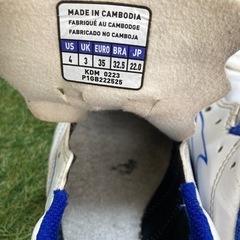 MADE IN CAMBODIA
FABRIQUÉ AU CAMBODGE
FABRICADO NO CAMBOJA
US UK EURO BRA JP
4 3 35 32.5 22.0
KDM 0223
P1GB222525